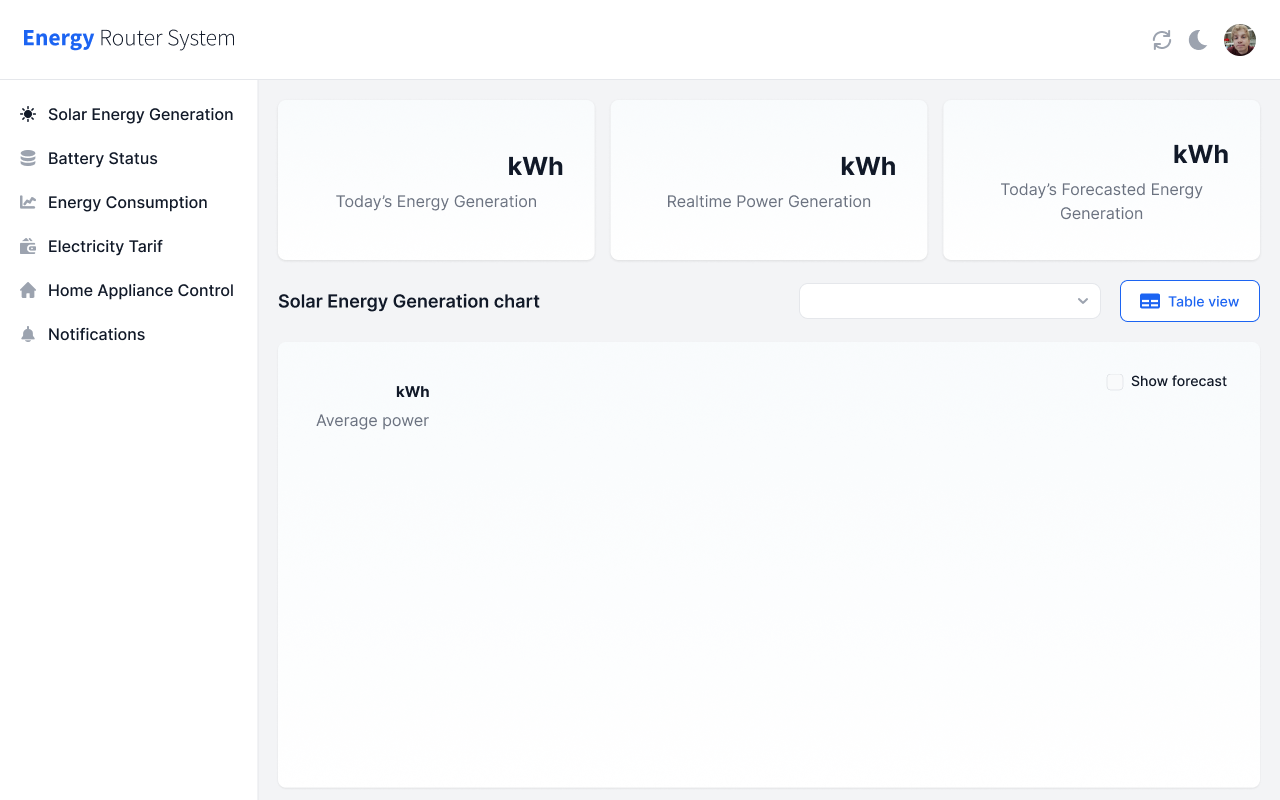 Energy Router System
Solar Energy Generation
Battery Status
Energy Consumption
Electricity Tarif
Home Appliance Control
Notifications
kWh
Today's Energy Generation
kWh
Realtime Power Generation
kWh
Today's Forecasted Energy
Generation
Solar Energy Generation chart
Table view
kWh
Average power
Show forecast